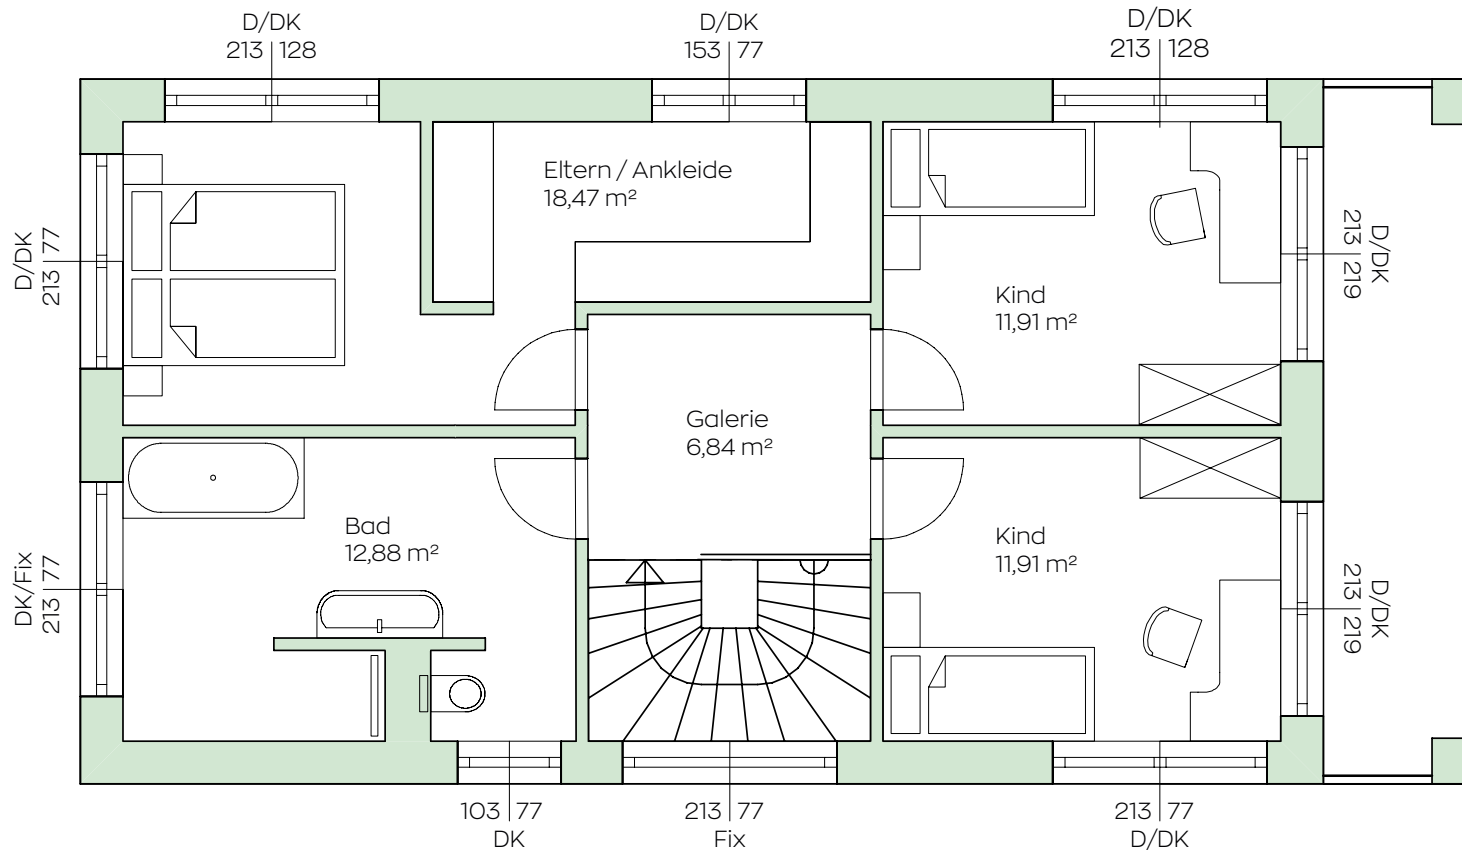 D/DK
213 128
D/DK
153 77
D/DK
213 128
Eltern / Ankleide
18,47 m²
D/DK
213 77
Kind
11,91 m²
D/DK
213 219
Galerie
6,84 m²
Bad
12,88 m²
DK/Fix
213 77
Kind
11,91 m²
D/DK
213 219
103 77
DK
213 77
Fix
213 77
D/DK